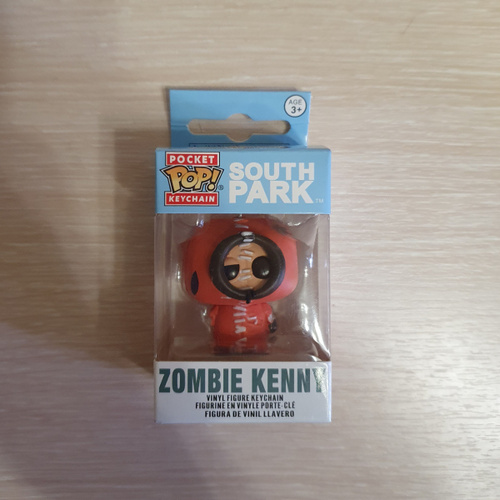 AGE
3+
POCKET
POP!®
KEYCHAIN
SOUTH
PARK™
ZOMBIE KENNY
VINYL FIGURE KEYCHAIN
FIGURINE EN VINYLE PORTE-CLÉ
FIGURA DE VINIL LLAVERO